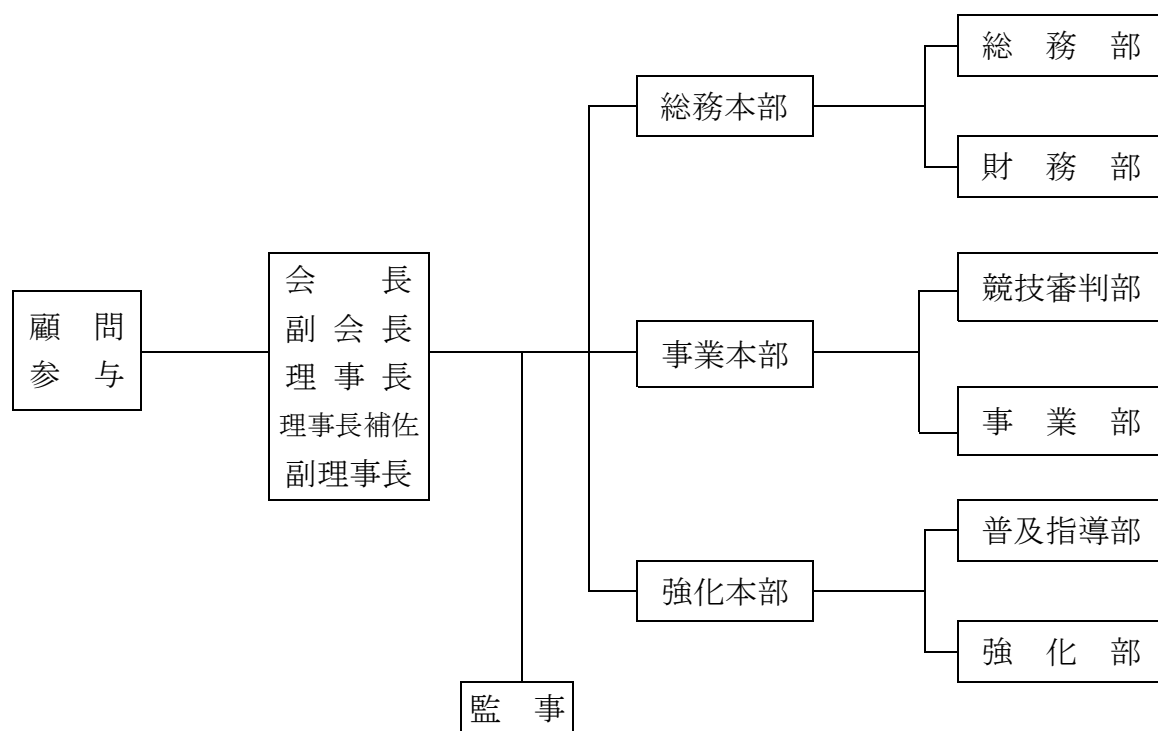 顧　問
参　与
会　　長
副 会 長
理 事 長
理事長補佐
副理事長
監　事
総務本部
総　務　部
財　務　部
事業本部
競技審判部
事　業　部
強化本部
普及指導部
強　化　部